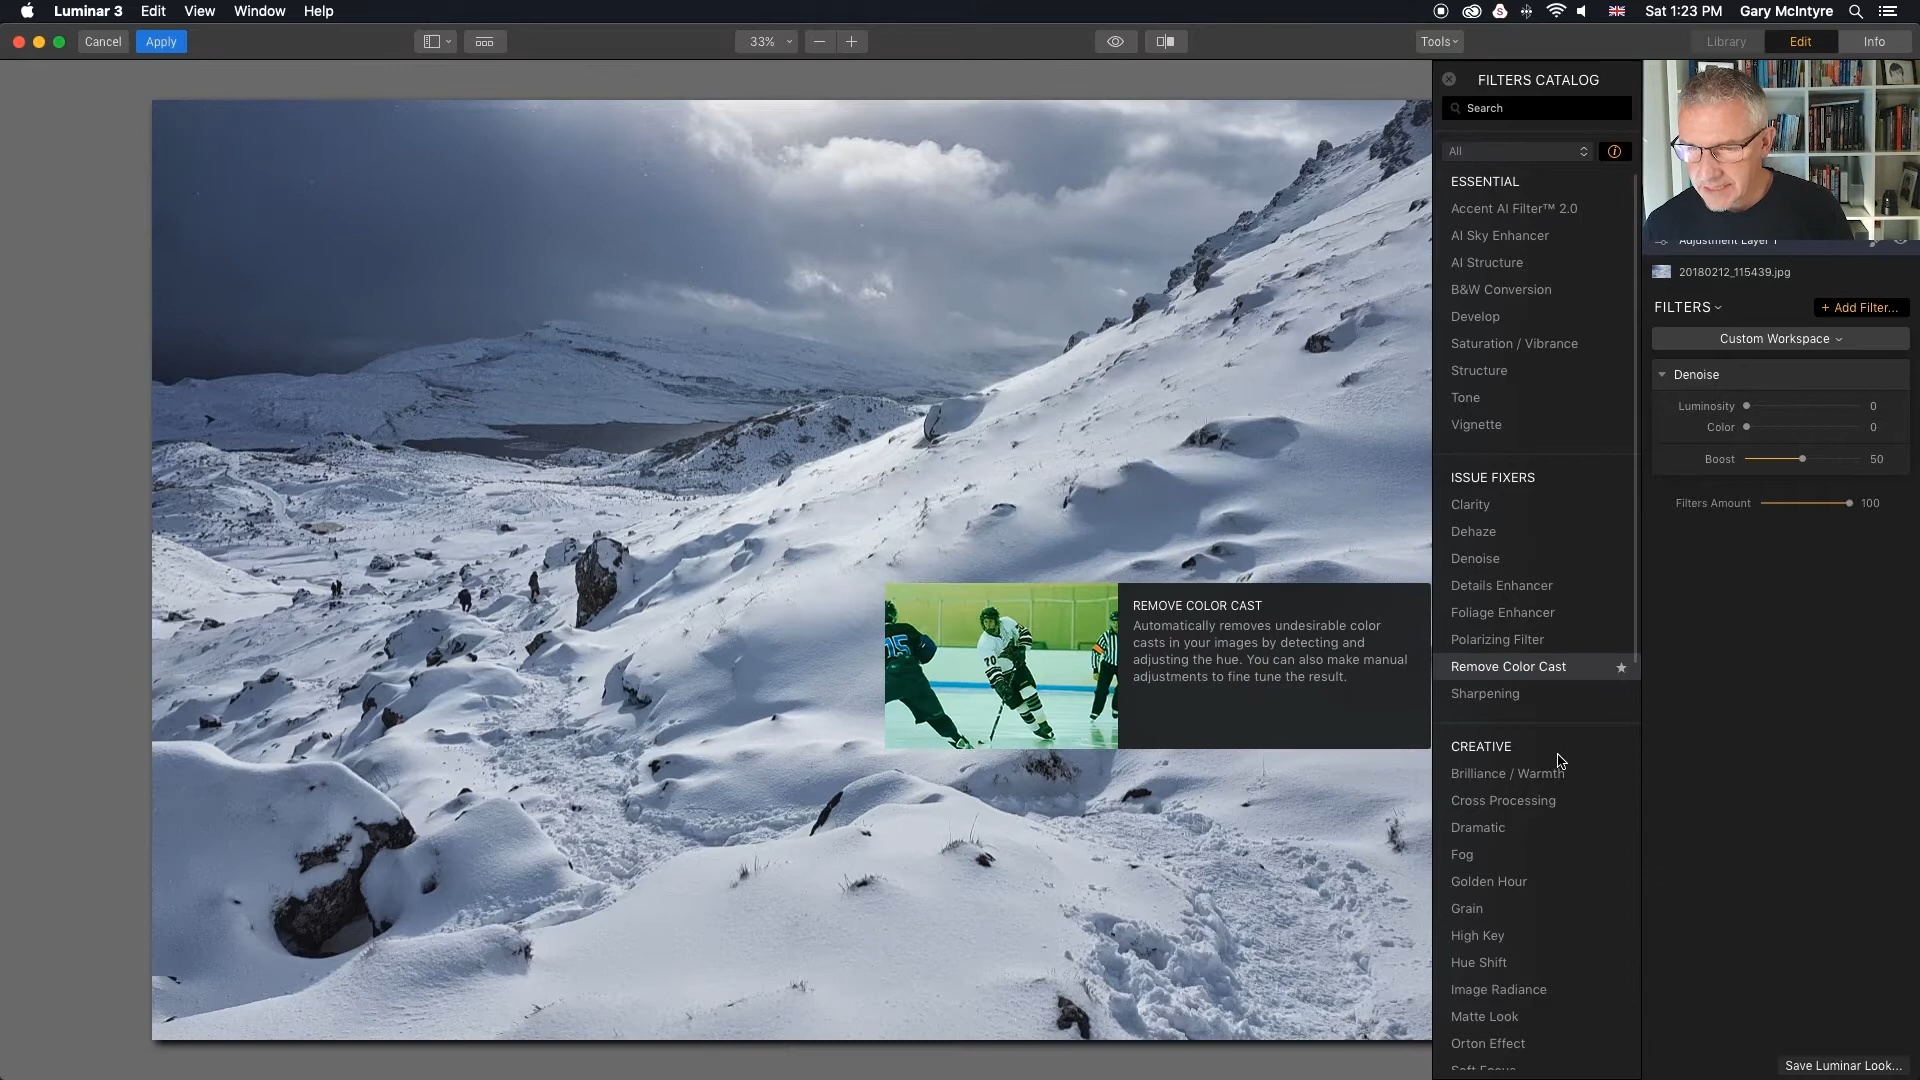 Luminar 3 Edit View Window Help
Sat 1:23 PM Gary McIntyre
Cancel Apply
33%
Tools
Library Edit Info
FILTERS CATALOG
Search
All
ESSENTIAL
Accent AI Filter™ 2.0
AI Sky Enhancer
AI Structure
B&W Conversion
Develop
Saturation / Vibrance
Structure
Tone
Vignette
ISSUE FIXERS
Clarity
Dehaze
Denoise
Details Enhancer
Foliage Enhancer
Polarizing Filter
Remove Color Cast
Sharpening
CREATIVE
Brilliance / Warmth
Cross Processing
Dramatic
Fog
Golden Hour
Grain
High Key
Hue Shift
Image Radiance
Matte Look
Orton Effect
Soft Focus
REMOVE COLOR CAST
Automatically removes undesirable color
casts in your images by detecting and
adjusting the hue. You can also make manual
adjustments to fine tune the result.
Adjustment Layer 1
20180212_115439.jpg
FILTERS
+ Add Filter...
Custom Workspace
Denoise
Luminosity 0
Color 0
Boost 50
Filters Amount 100
Save Luminar Look...